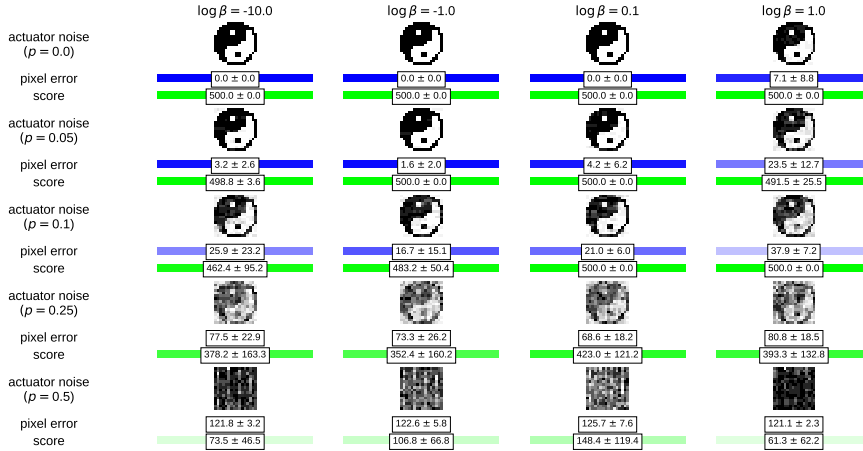 log β = -10.0 log β = -1.0 log β = 0.1 log β = 1.0
actuator noise
(p = 0.0)
pixel error 0.0 ± 0.0 0.0 ± 0.0 0.0 ± 0.0 7.1 ± 8.8
score 500.0 ± 0.0 500.0 ± 0.0 500.0 ± 0.0 500.0 ± 0.0
actuator noise
(p = 0.05)
pixel error 3.2 ± 2.6 1.6 ± 2.0 4.2 ± 6.2 23.5 ± 12.7
score 498.8 ± 3.6 500.0 ± 0.0 500.0 ± 0.0 491.5 ± 25.5
actuator noise
(p = 0.1)
pixel error 25.9 ± 23.2 16.7 ± 15.1 21.0 ± 6.0 37.9 ± 7.2
score 462.4 ± 95.2 483.2 ± 50.4 500.0 ± 0.0 500.0 ± 0.0
actuator noise
(p = 0.25)
pixel error 77.5 ± 22.9 73.3 ± 26.2 68.6 ± 18.2 80.8 ± 18.5
score 378.2 ± 163.3 352.4 ± 160.2 423.0 ± 121.2 393.3 ± 132.8
actuator noise
(p = 0.5)
pixel error 121.8 ± 3.2 122.6 ± 5.8 125.7 ± 7.6 121.1 ± 2.3
score 73.5 ± 46.5 106.8 ± 66.8 148.4 ± 119.4 61.3 ± 62.2